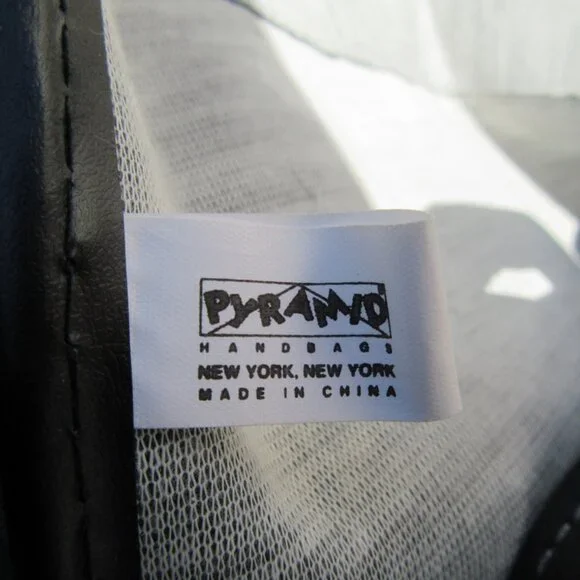 PYRAMID
HANDBAGS
NEW YORK, NEW YORK
MADE IN CHINA